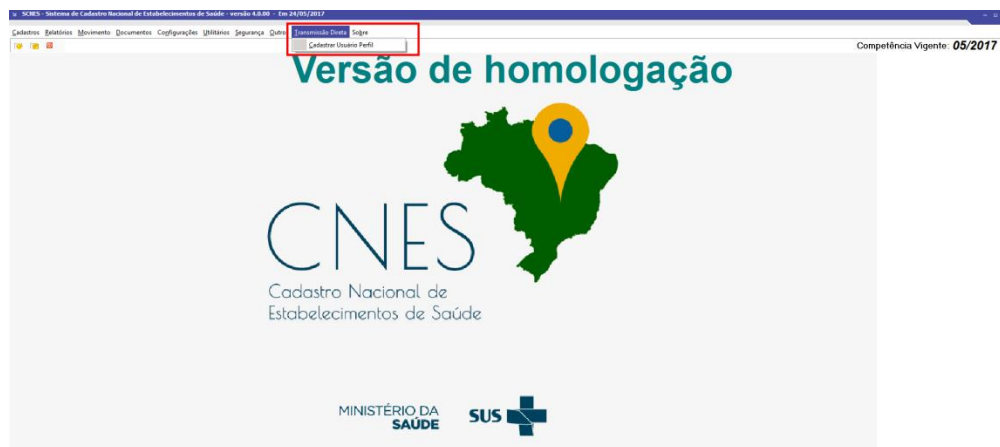 SCNES - Sistema de Cadastro Nacional de Estabelecimentos de Saúde - versão 4.0.00 - Em 24/05/2017
Cadastros Relatórios Movimento Documentos Configurações Utilitários Segurança Outros Transmissão Direta Sobre
Cadastrar Usuário Perfil
Competência Vigente: 05/2017
Versão de homologação
CNES
Cadastro Nacional de
Estabelecimentos de Saúde
MINISTÉRIO DA
SAÚDE
SUS